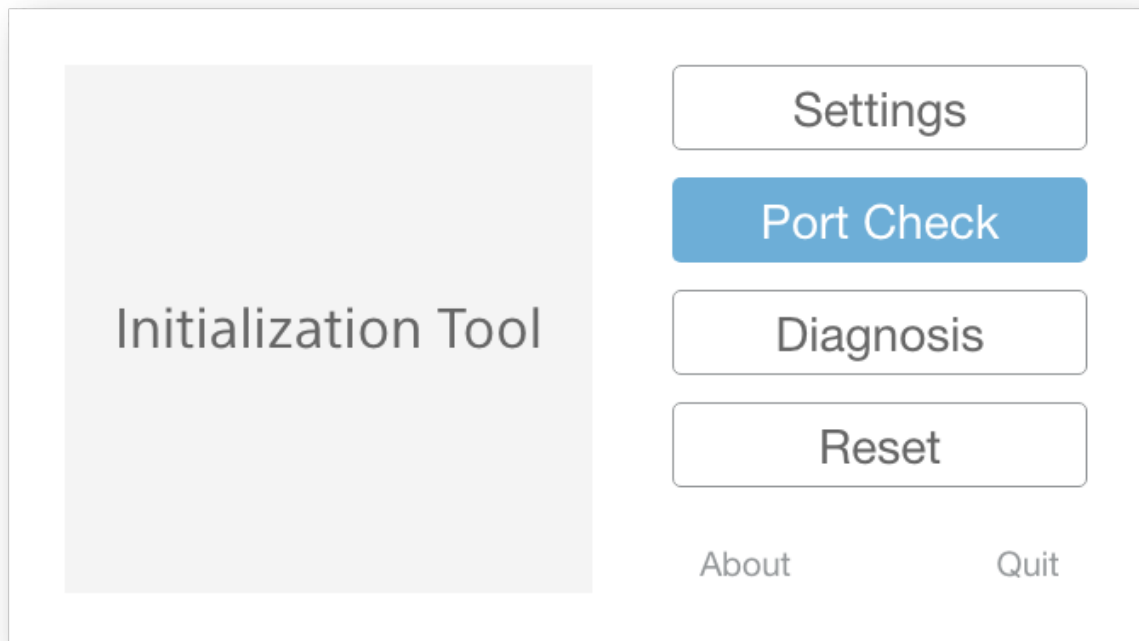 Initialization Tool
Settings
Port Check
Diagnosis
Reset
About
Quit